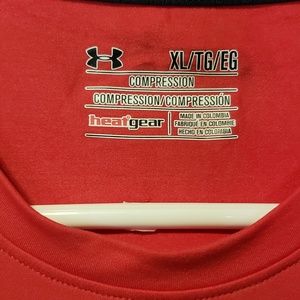 XL/TG/EG
COMPRESSION
COMPRESSION/COMPRESSIÓN
heatgear
MADE IN COLOMBIA
FABRIQUÉ EN COLOMBIE
HECHO EN COLOMBIA